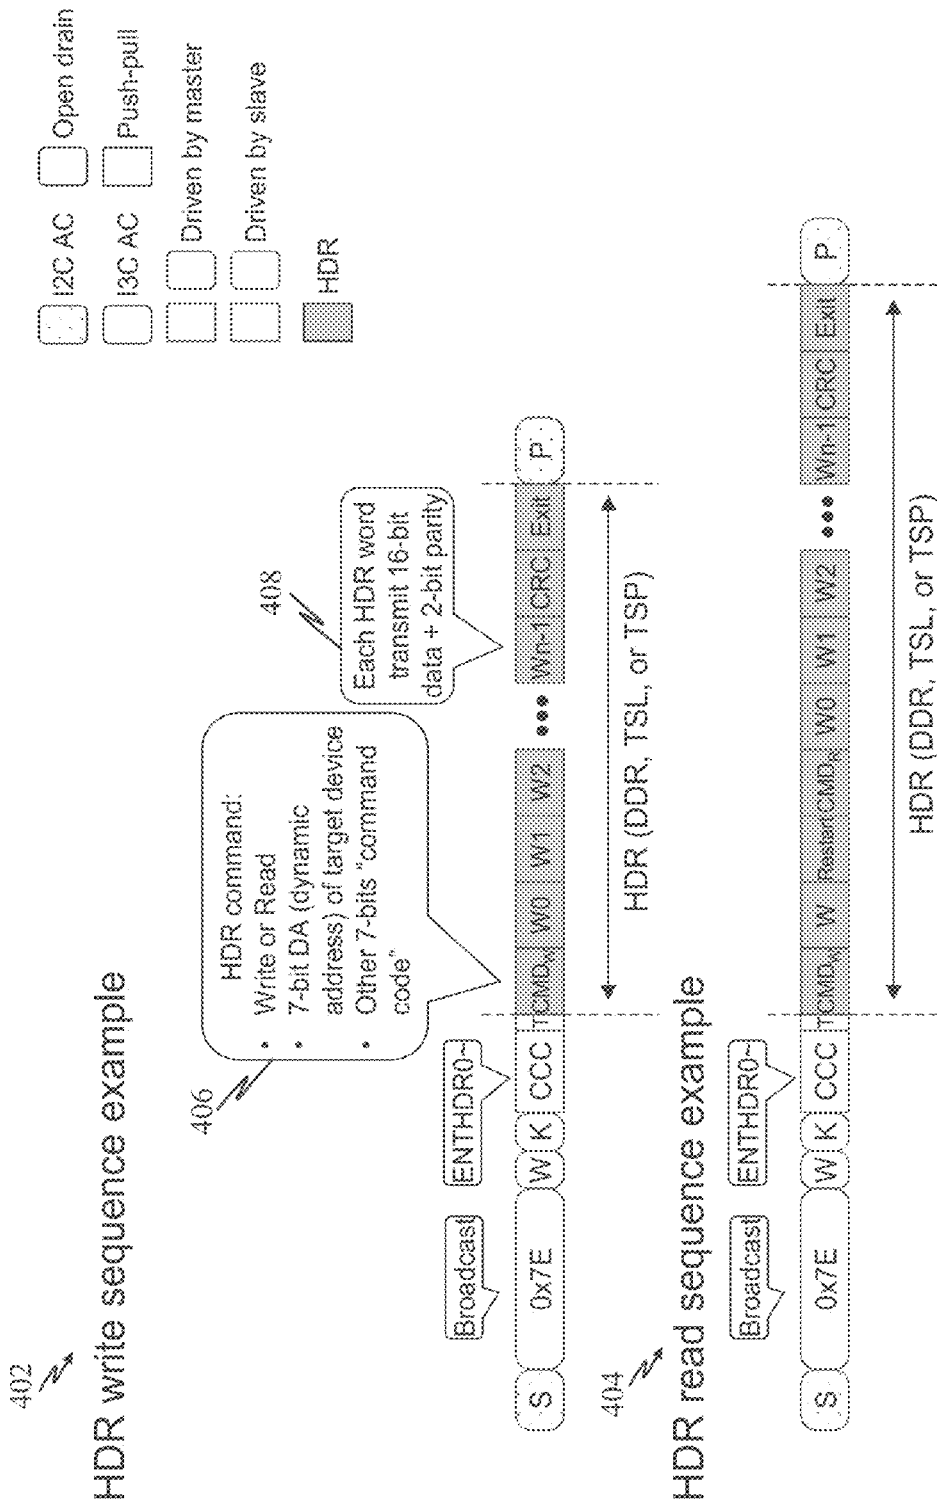 402
HDR write sequence example
I2C AC
Open drain
I3C AC
Push-pull
Driven by master
Driven by slave
HDR
406
HDR command:
• Write or Read
• 7-bit DA (dynamic
address) of target device
• Other 7-bits "command
code"
408
Each HDR word
transmit 16-bit
data + 2-bit parity
Broadcast
ENTHDR0~
S 0x7E W K CCC T CMD W0 W1 W2 ••• Wn-1 CRC Exit P
HDR (DDR, TSL, or TSP)
404
HDR read sequence example
Broadcast
ENTHDR0~
S 0x7E W K CCC T CMD W Restart CMDR W0 W1 W2 ••• Wn-1 CRC Exit P
HDR (DDR, TSL, or TSP)